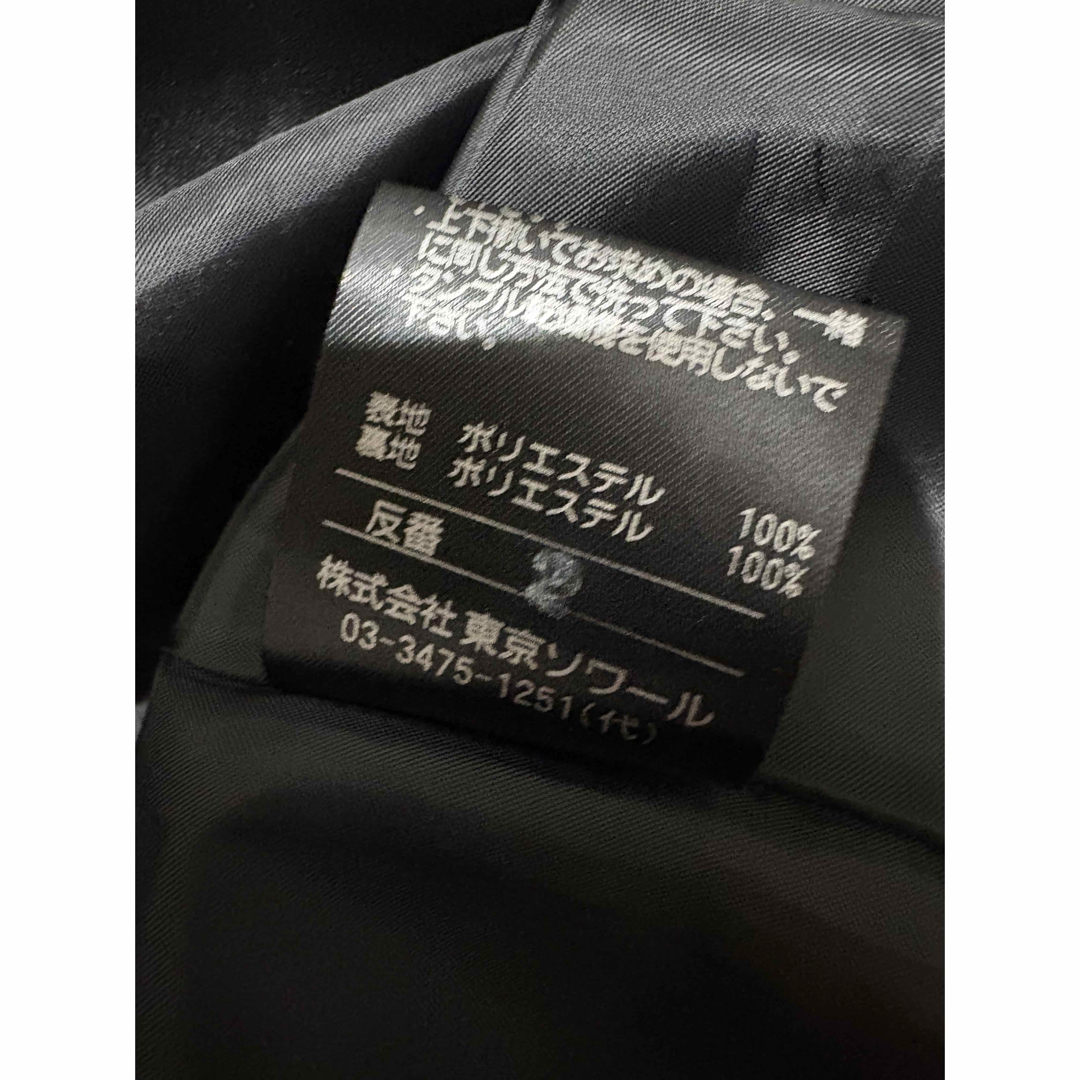 上下揃いでお求めの場合、一緒
に同じ方法で洗って下さい。
タンブル乾燥機を使用しないで
下さい。
表地 ポリエステル 100%
裏地 ポリエステル 100%
反番 2
株式会社 東京ソワール
03-3475-1251(代)